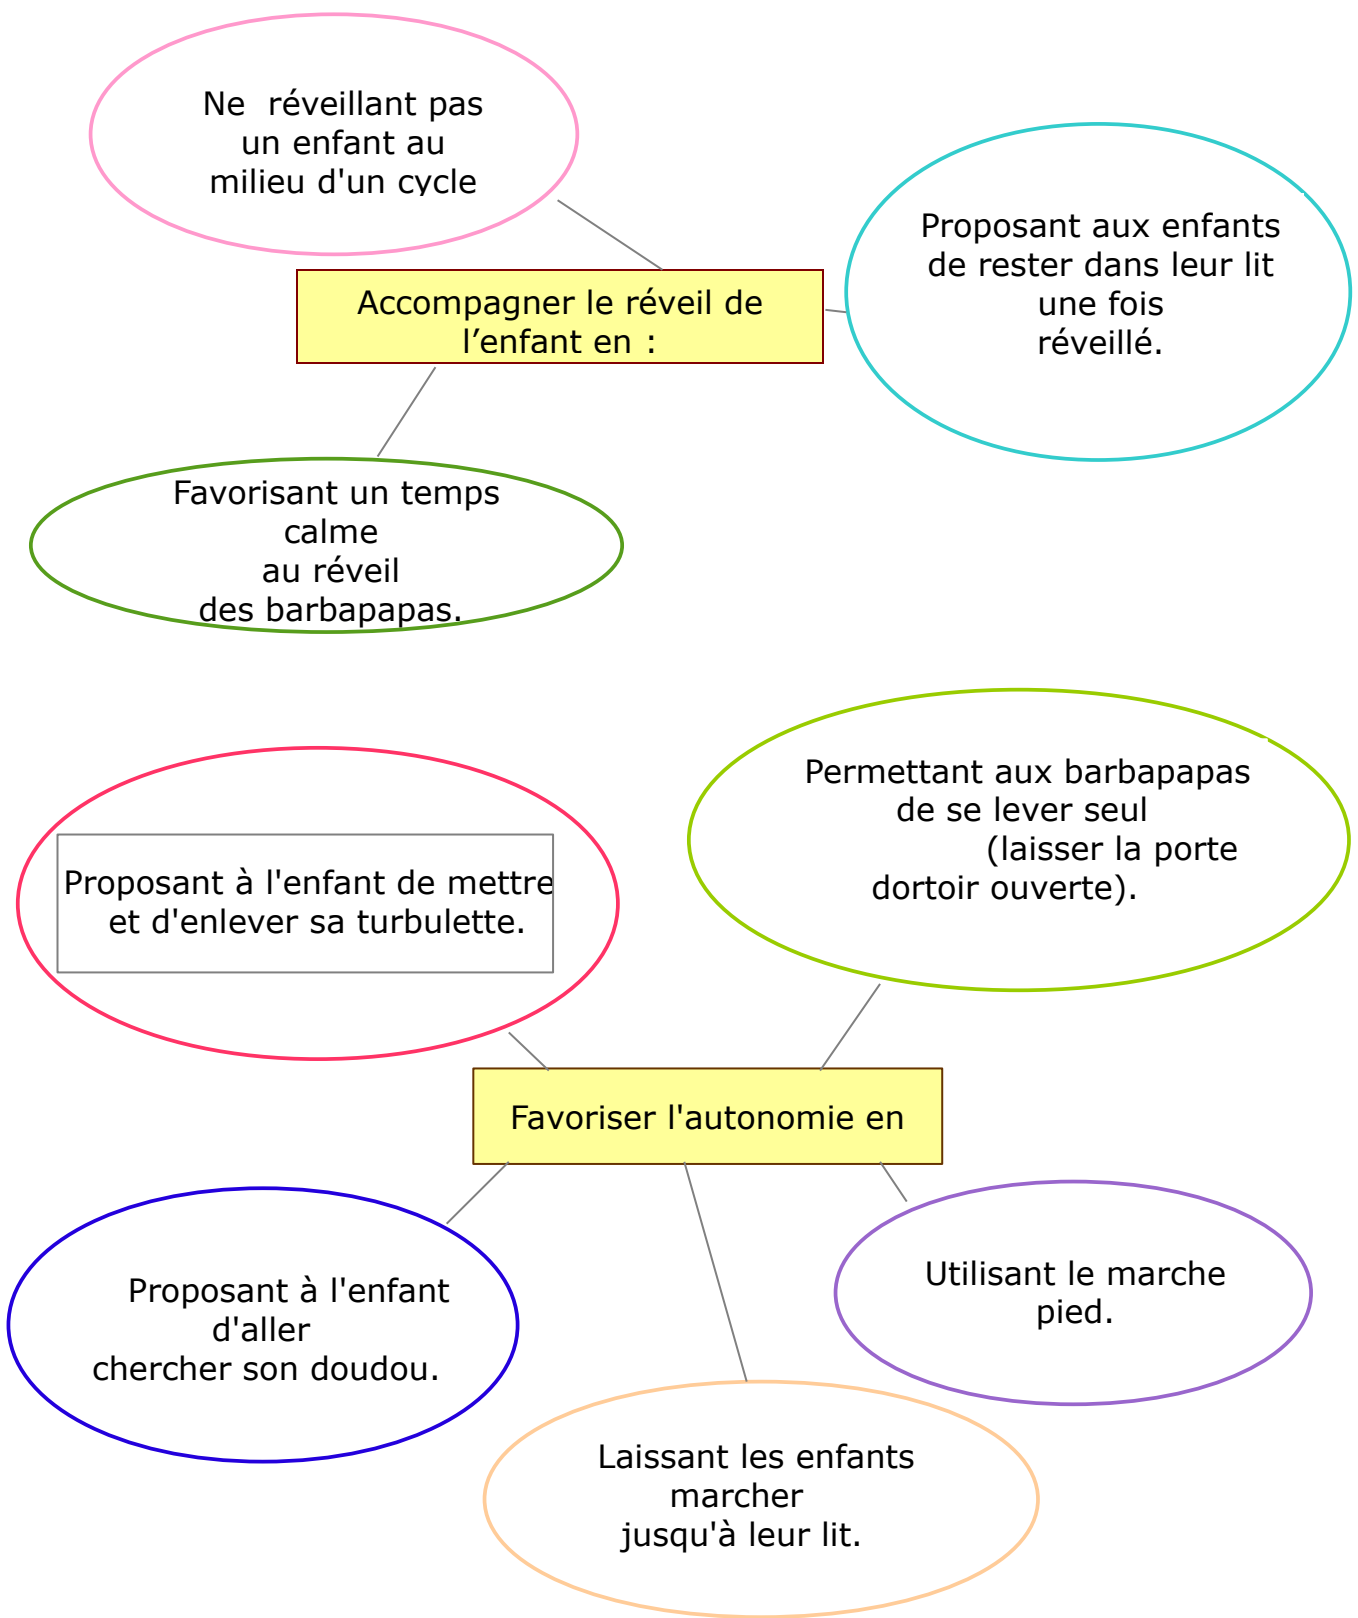 Ne  réveillant pas
un enfant au
milieu d'un cycle
Proposant aux enfants
de rester dans leur lit
une fois
réveillé.
Accompagner le réveil de
l’enfant en :
Favorisant un temps
calme
au réveil
des barbapapas.
Permettant aux barbapapas
de se lever seul
(laisser la porte
dortoir ouverte).
Proposant à l'enfant de mettre
et d'enlever sa turbulette.
Favoriser l'autonomie en
Utilisant le marche
pied.
Proposant à l'enfant
d'aller
chercher son doudou.
Laissant les enfants
marcher
jusqu'à leur lit.